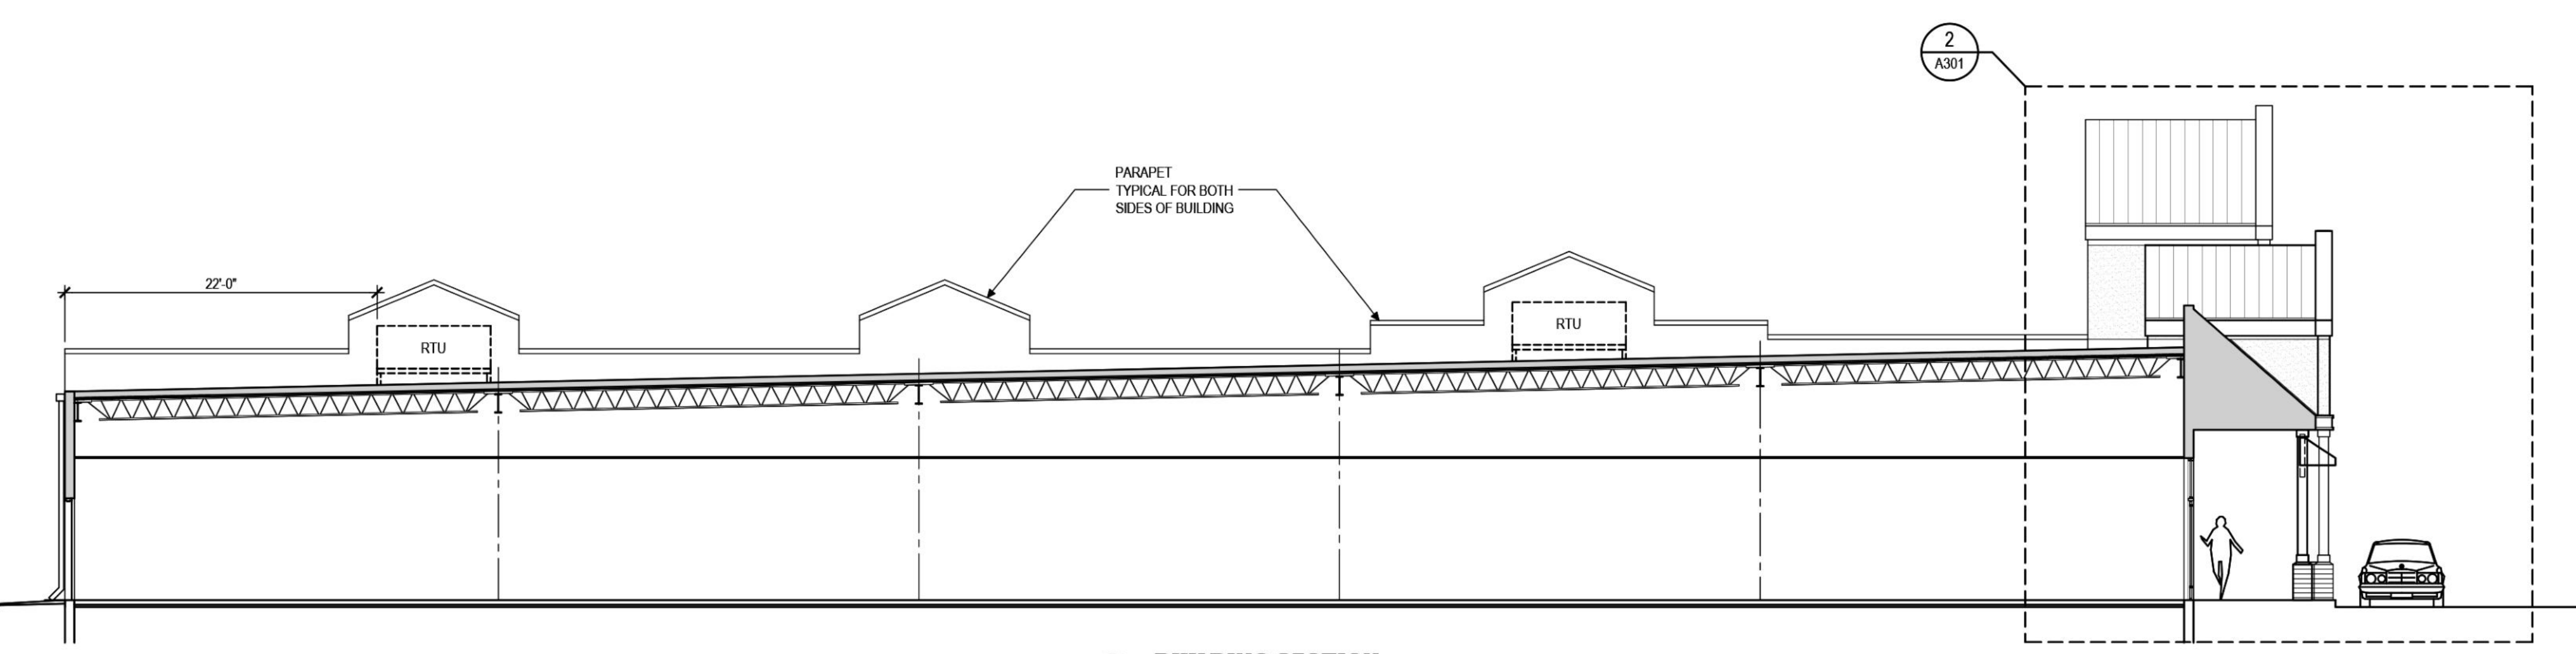 2
A301
PARAPET
TYPICAL FOR BOTH
SIDES OF BUILDING
22'-0"
RTU
RTU